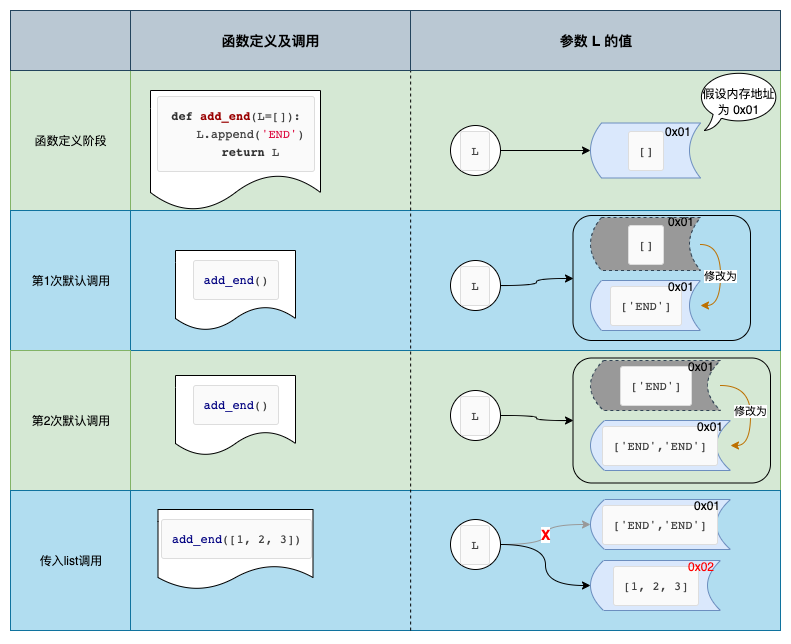 函数定义及调用
参数 L 的值
函数定义阶段
def add_end(L=[]):
L.append('END')
return L
L
[]
0x01
假设内存地址
为 0x01
第1次默认调用
add_end()
L
0x01
[]
修改为
0x01
['END']
第2次默认调用
add_end()
L
0x01
['END']
修改为
0x01
['END','END']
传入list调用
add_end([1, 2, 3])
L
X
0x01
['END','END']
0x02
[1, 2, 3]